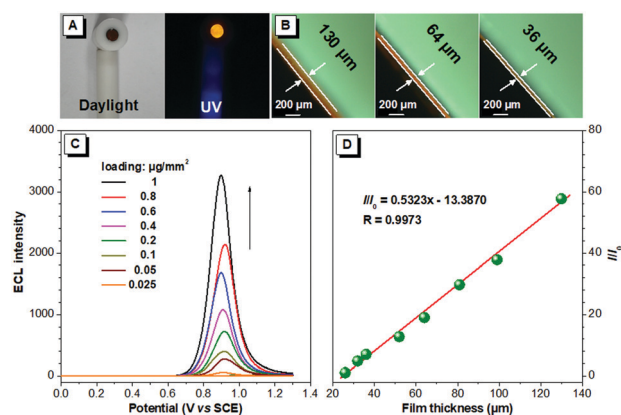 A
Daylight
UV
B
130 µm
200 µm
64 µm
200 µm
36 µm
200 µm
C
loading: µg/mm²
1
0.8
0.6
0.4
0.2
0.1
0.05
0.025
4000
3000
2000
1000
0
ECL intensity
0.4 0.6 0.8 1.0 1.2 1.4
Potential (V vs SCE)
D
I/I₀ = 0.5323x - 13.3870
R = 0.9973
80
60
40
20
0
I/I₀
20 40 60 80 100 120 140
Film thickness (µm)